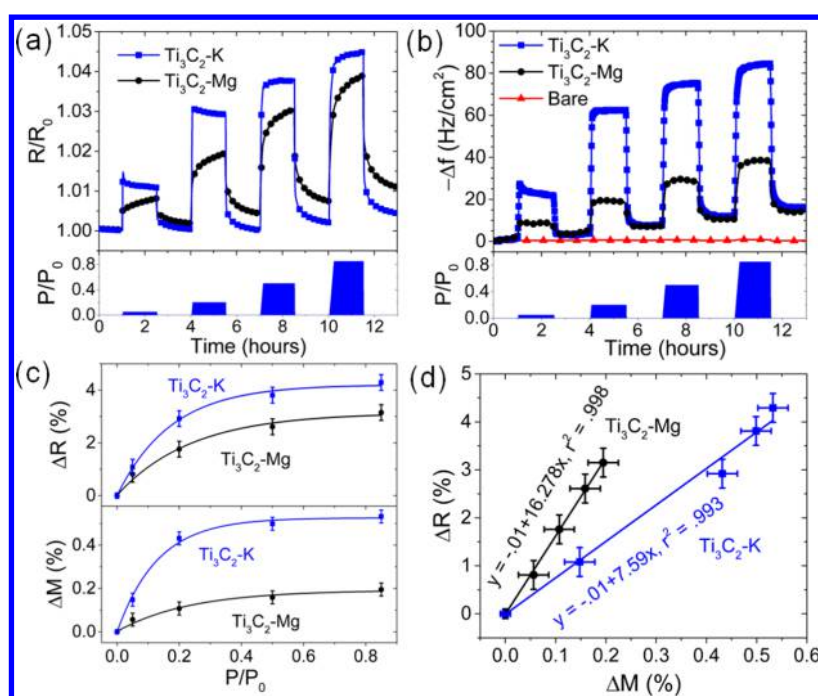 (a)
Ti₃C₂-K
Ti₃C₂-Mg
R/R₀
1.05
1.04
1.03
1.02
1.01
1.00
P/P₀
0.8
0.4
0.0
0 2 4 6 8 10 12
Time (hours)
(b)
Ti₃C₂-K
Ti₃C₂-Mg
Bare
−Δf (Hz/cm²)
100
80
60
40
20
0
P/P₀
0.8
0.4
0.0
0 2 4 6 8 10 12
Time (hours)
(c)
Ti₃C₂-K
Ti₃C₂-Mg
ΔR (%)
4
2
0
Ti₃C₂-K
Ti₃C₂-Mg
ΔM (%)
0.4
0.2
0.0
0.0 0.2 0.4 0.6 0.8
P/P₀
(d)
ΔR (%)
5
4
3
2
1
0
y = -.01+16.278x, r² = .998
Ti₃C₂-Mg
y = -.01+7.59x, r² = .993
Ti₃C₂-K
0.0 0.1 0.2 0.3 0.4 0.5 0.6
ΔM (%)